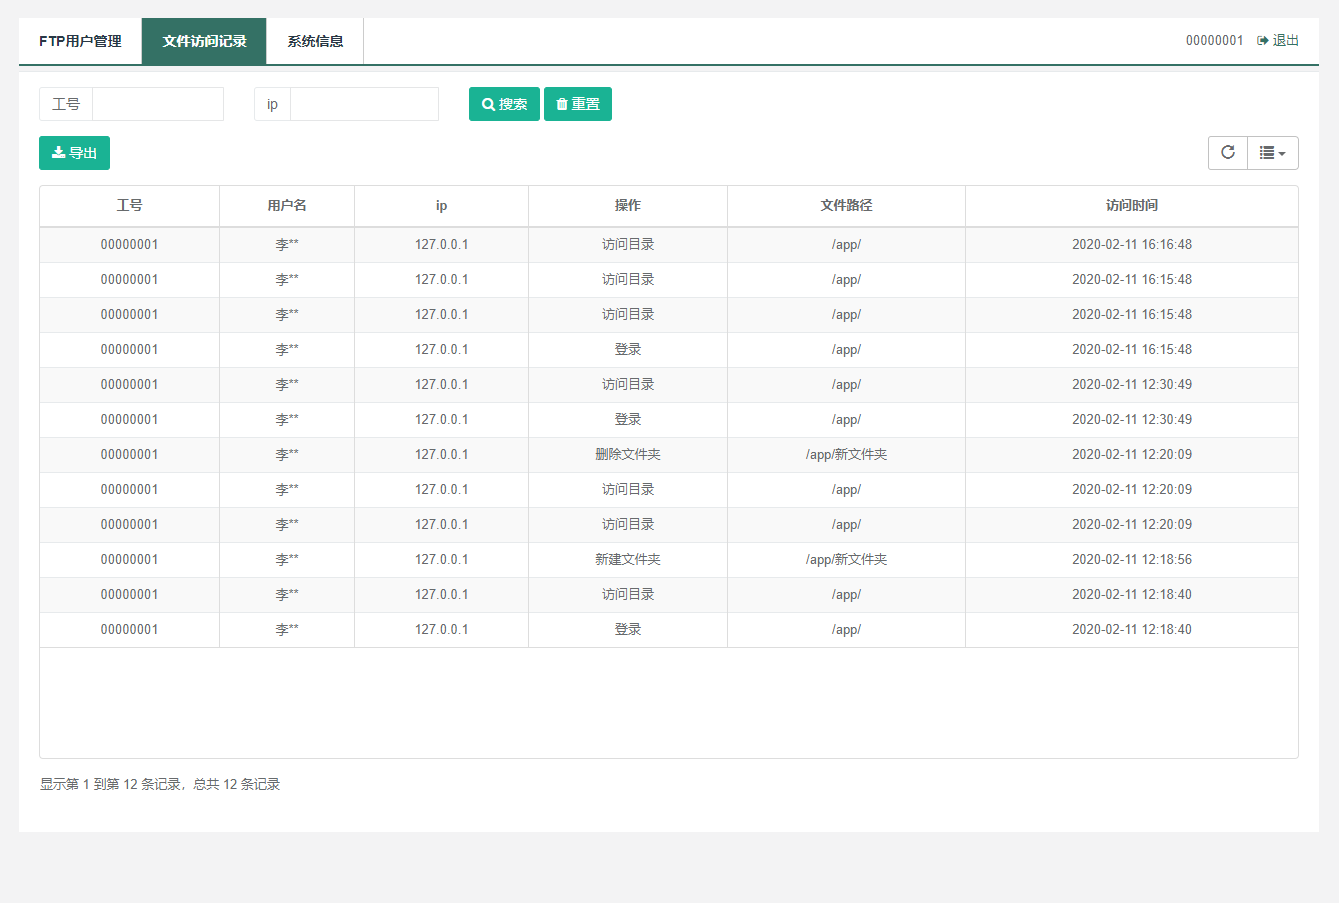 FTP用户管理 文件访问记录 系统信息 00000001 退出
工号 ip 搜索 重置
导出
工号 用户名 ip 操作 文件路径 访问时间
00000001 李** 127.0.0.1 访问目录 /app/ 2020-02-11 16:16:48
00000001 李** 127.0.0.1 访问目录 /app/ 2020-02-11 16:15:48
00000001 李** 127.0.0.1 访问目录 /app/ 2020-02-11 16:15:48
00000001 李** 127.0.0.1 登录 /app/ 2020-02-11 16:15:48
00000001 李** 127.0.0.1 访问目录 /app/ 2020-02-11 12:30:49
00000001 李** 127.0.0.1 登录 /app/ 2020-02-11 12:30:49
00000001 李** 127.0.0.1 删除文件夹 /app/新文件夹 2020-02-11 12:20:09
00000001 李** 127.0.0.1 访问目录 /app/ 2020-02-11 12:20:09
00000001 李** 127.0.0.1 访问目录 /app/ 2020-02-11 12:20:09
00000001 李** 127.0.0.1 新建文件夹 /app/新文件夹 2020-02-11 12:18:56
00000001 李** 127.0.0.1 访问目录 /app/ 2020-02-11 12:18:40
00000001 李** 127.0.0.1 登录 /app/ 2020-02-11 12:18:40
显示第 1 到第 12 条记录，总共 12 条记录